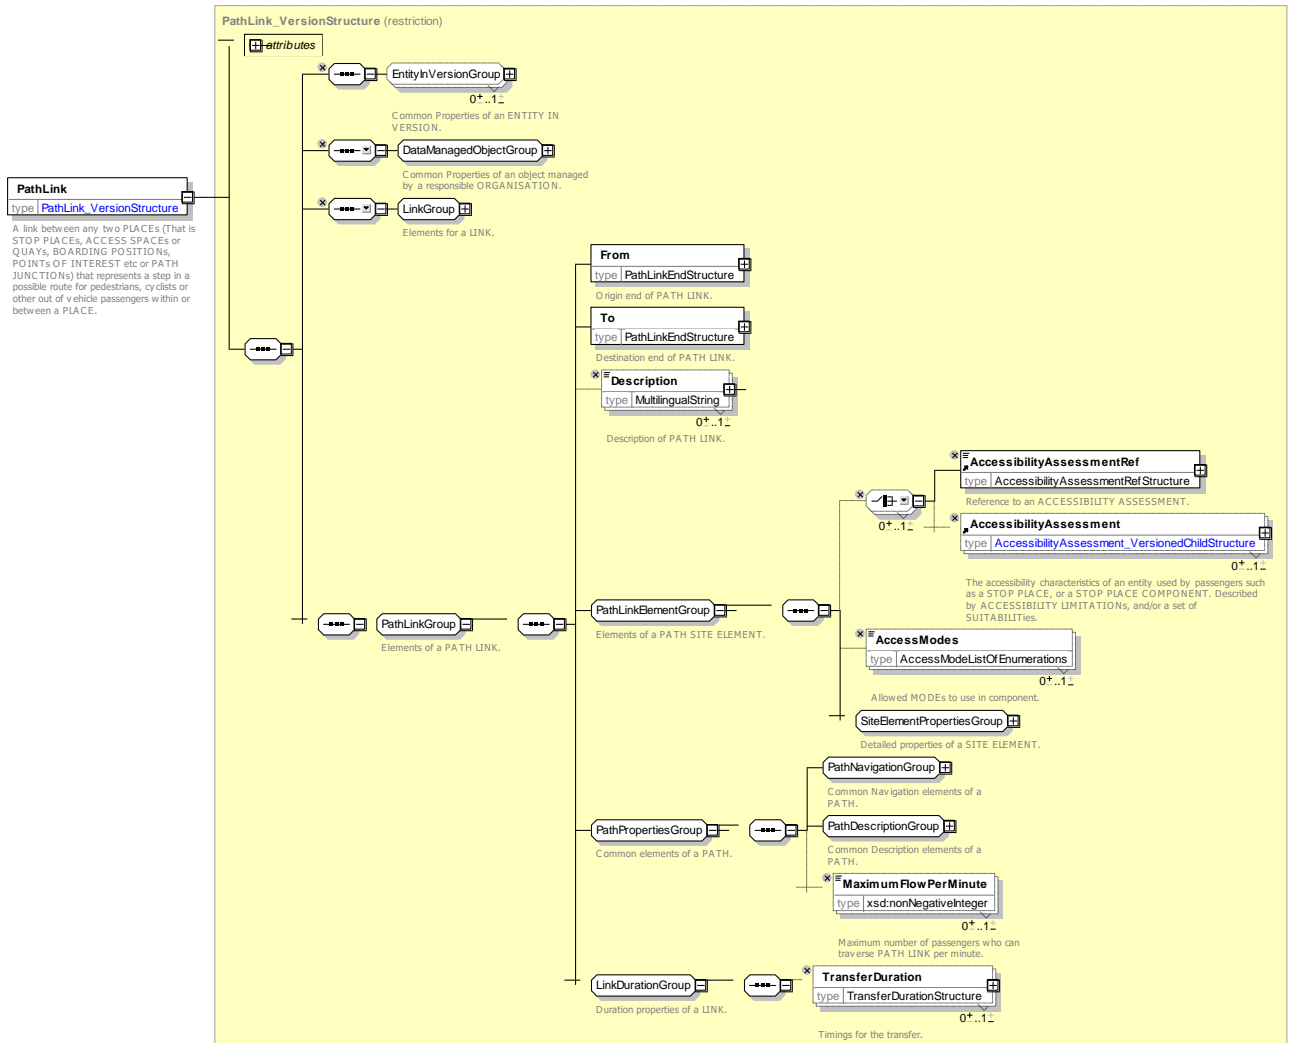 PathLink_VersionStructure (restriction)
attributes
EntityInVersionGroup
0..1
Common Properties of an ENTITY IN
VERSION.
DataManagedObjectGroup
Common Properties of an object managed
by a responsible ORGANISATION.
PathLink
type PathLink_VersionStructure
A link between any two PLACEs (That is
STOP PLACEs, ACCESS SPACEs or
QUAYs, BOARDING POSITIONs,
POINTs OF INTEREST etc or PATH
JUNCTIONs) that represents a step in a
possible route for pedestrians, cyclists or
other out of vehicle passengers within or
between a PLACE.
LinkGroup
Elements for a LINK.
From
type PathLinkEndStructure
Origin end of PATH LINK.
To
type PathLinkEndStructure
Destination end of PATH LINK.
Description
type MultilingualString
0..1
Description of PATH LINK.
AccessibilityAssessmentRef
type AccessibilityAssessmentRefStructure
Reference to an ACCESSIBILITY ASSESSMENT.
0..1
AccessibilityAssessment
type AccessibilityAssessment_VersionedChildStructure
0..1
The accessibility characteristics of an entity used by passengers such
as a STOP PLACE, or a STOP PLACE COMPONENT. Described
by ACCESSIBILITY LIMITATIONs, and/or a set of
SUITABILITies.
PathLinkElementGroup
Elements of a PATH SITE ELEMENT.
PathLinkGroup
Elements of a PATH LINK.
AccessModes
type AccessModeListOfEnumerations
0..1
Allowed MODEs to use in component.
SiteElementPropertiesGroup
Detailed properties of a SITE ELEMENT.
PathNavigationGroup
Common Navigation elements of a
PATH.
PathPropertiesGroup
Common elements of a PATH.
PathDescriptionGroup
Common Description elements of a
PATH.
MaximumFlowPerMinute
type xsd:nonNegativeInteger
0..1
Maximum number of passengers who can
traverse PATH LINK per minute.
LinkDurationGroup
Duration properties of a LINK.
TransferDuration
type TransferDurationStructure
0..1
Timings for the transfer.